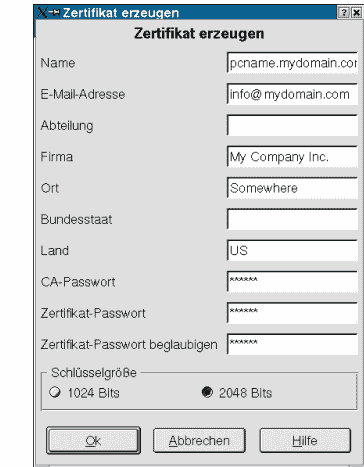 Zertifikat erzeugen
Zertifikat erzeugen
Name pcname.mydomain.cor
E-Mail-Adresse info@mydomain.com
Abteilung
Firma My Company Inc.
Ort Somewhere
Bundesstaat
Land US
CA-Passwort ******
Zertifikat-Passwort ******
Zertifikat-Passwort beglaubigen ******
Schlüsselgröße
1024 Bits 2048 Bits
Ok Abbrechen Hilfe